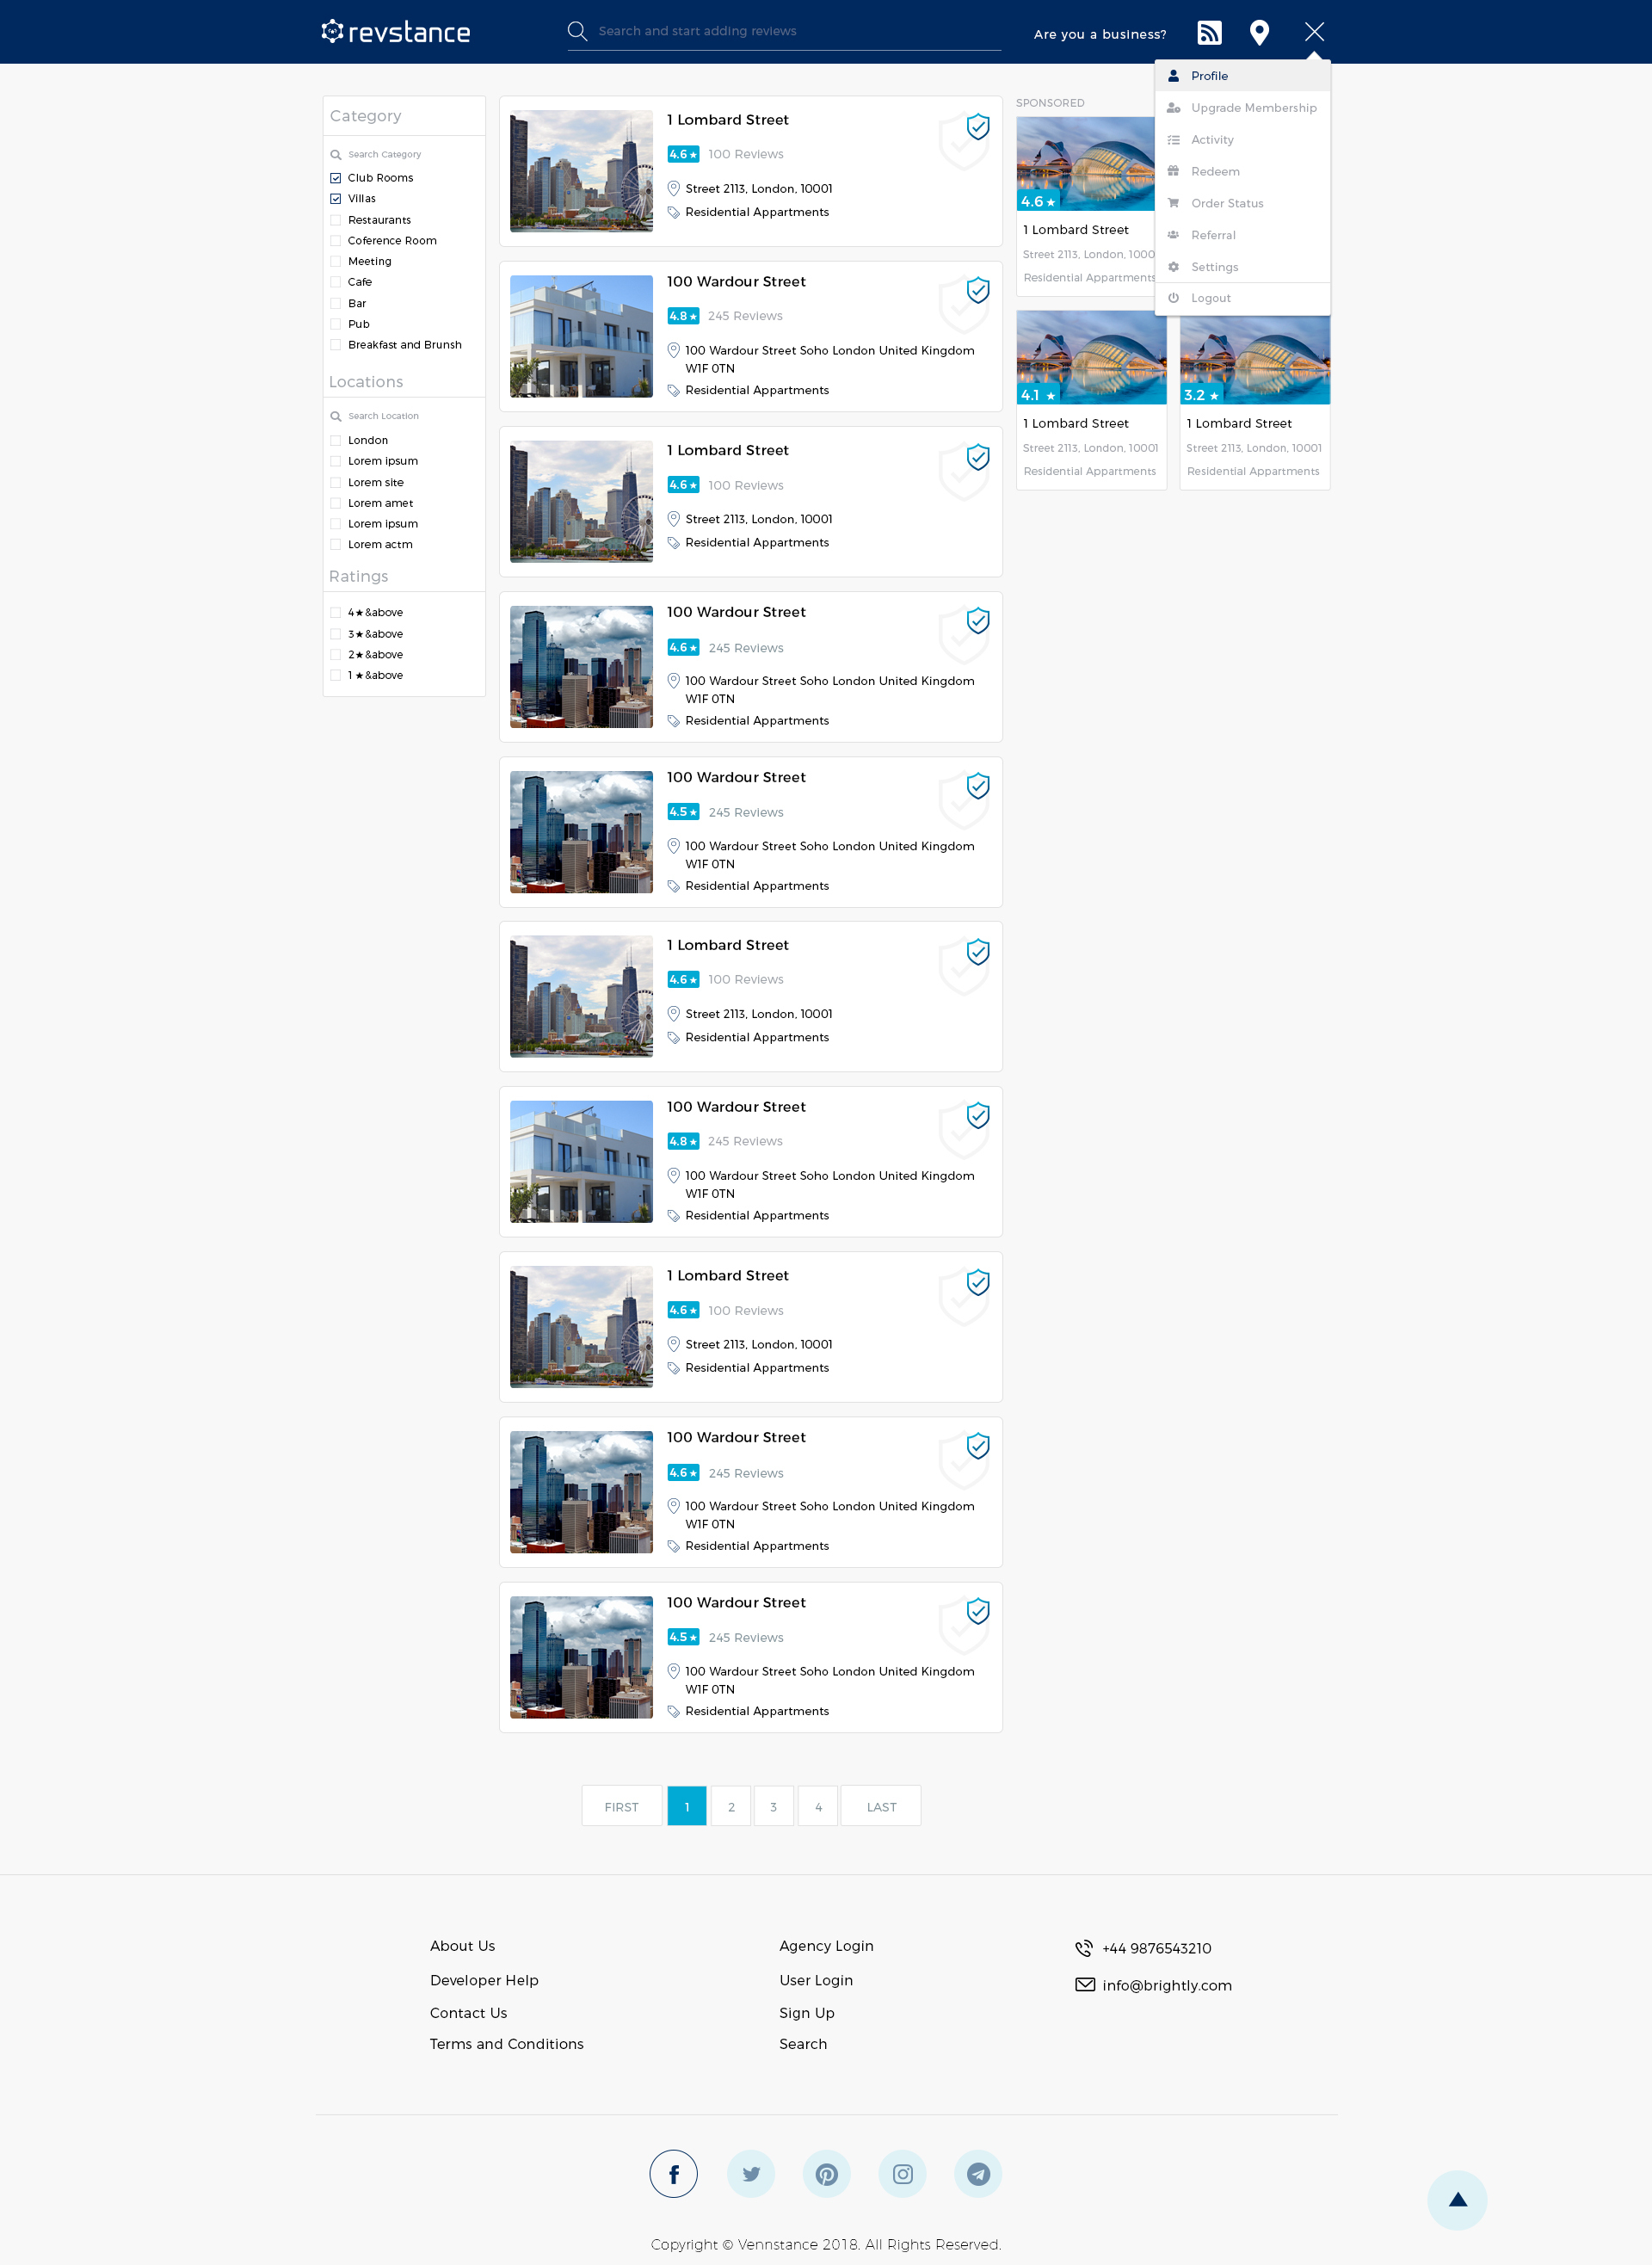 revstance
Search and start adding reviews
Are you a business?
Profile
Upgrade Membership
Activity
Redeem
Order Status
Referral
Settings
Logout
Category
Search Category
Club Rooms
Villas
Restaurants
Coference Room
Meeting
Cafe
Bar
Pub
Breakfast and Brunsh
Locations
Search Location
London
Lorem ipsum
Lorem site
Lorem amet
Lorem ipsum
Lorem actm
Ratings
4★&above
3★&above
2★&above
1★&above
1 Lombard Street
4.6★ 100 Reviews
Street 2113, London, 10001
Residential Appartments
100 Wardour Street
4.8★ 245 Reviews
100 Wardour Street Soho London United Kingdom
W1F 0TN
Residential Appartments
1 Lombard Street
4.6★ 100 Reviews
Street 2113, London, 10001
Residential Appartments
100 Wardour Street
4.6★ 245 Reviews
100 Wardour Street Soho London United Kingdom
W1F 0TN
Residential Appartments
100 Wardour Street
4.5★ 245 Reviews
100 Wardour Street Soho London United Kingdom
W1F 0TN
Residential Appartments
1 Lombard Street
4.6★ 100 Reviews
Street 2113, London, 10001
Residential Appartments
100 Wardour Street
4.8★ 245 Reviews
100 Wardour Street Soho London United Kingdom
W1F 0TN
Residential Appartments
1 Lombard Street
4.6★ 100 Reviews
Street 2113, London, 10001
Residential Appartments
100 Wardour Street
4.6★ 245 Reviews
100 Wardour Street Soho London United Kingdom
W1F 0TN
Residential Appartments
100 Wardour Street
4.5★ 245 Reviews
100 Wardour Street Soho London United Kingdom
W1F 0TN
Residential Appartments
SPONSORED
4.6★
1 Lombard Street
Street 2113, London, 1000
Residential Appartments
4.1 ★
1 Lombard Street
Street 2113, London, 10001
Residential Appartments
3.2 ★
1 Lombard Street
Street 2113, London, 10001
Residential Appartments
FIRST 1 2 3 4 LAST
About Us
Developer Help
Contact Us
Terms and Conditions
Agency Login
User Login
Sign Up
Search
+44 9876543210
info@brightly.com
Copyright © Vennstance 2018. All Rights Reserved.